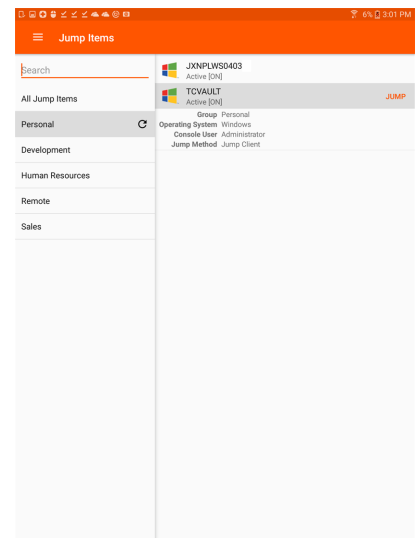 6% 3:01 PM
Jump Items
Search
All Jump Items
Personal
Development
Human Resources
Remote
Sales
JXNPLWS0403
Active [ON]
TCVAULT
Active [ON]
JUMP
Group Personal
Operating System Windows
Console User Administrator
Jump Method Jump Client